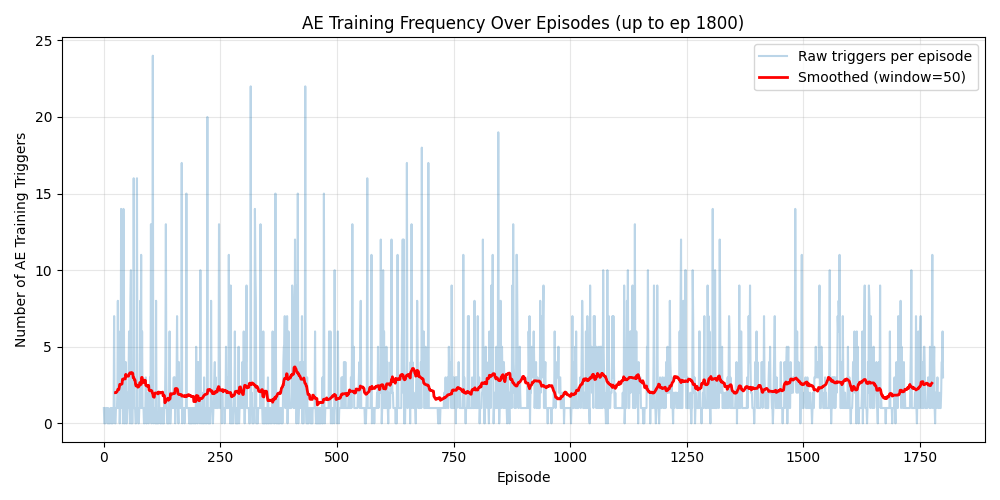 AE Training Frequency Over Episodes (up to ep 1800)
Raw triggers per episode
Smoothed (window=50)
Number of AE Training Triggers
25
20
15
10
5
0
0 250 500 750 1000 1250 1500 1750
Episode